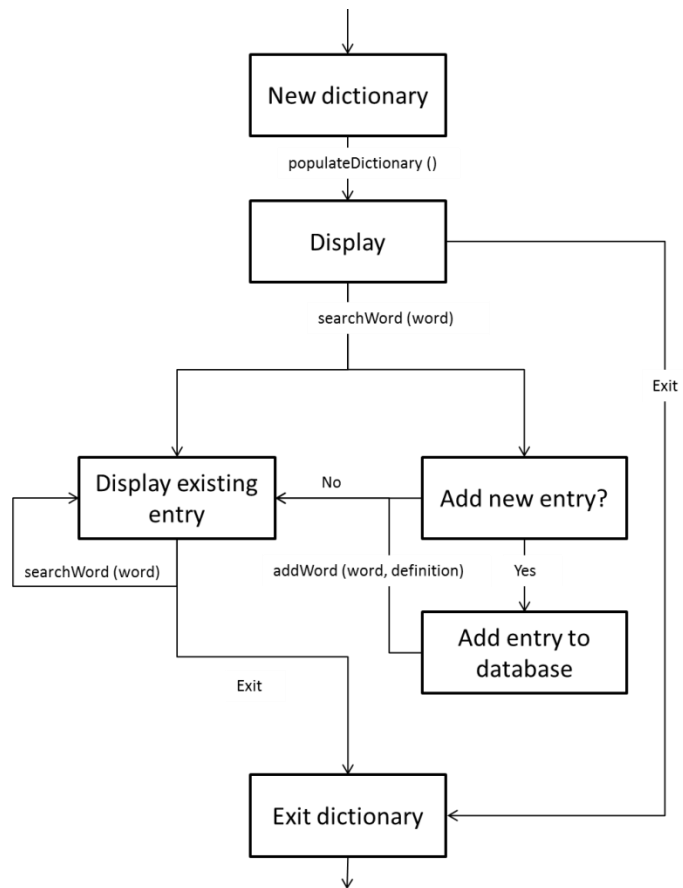 New dictionary
populateDictionary ()
Display
searchWord (word)
Exit
Display existing
entry
No
Add new entry?
searchWord (word)
addWord (word, definition)
Yes
Add entry to
database
Exit
Exit dictionary